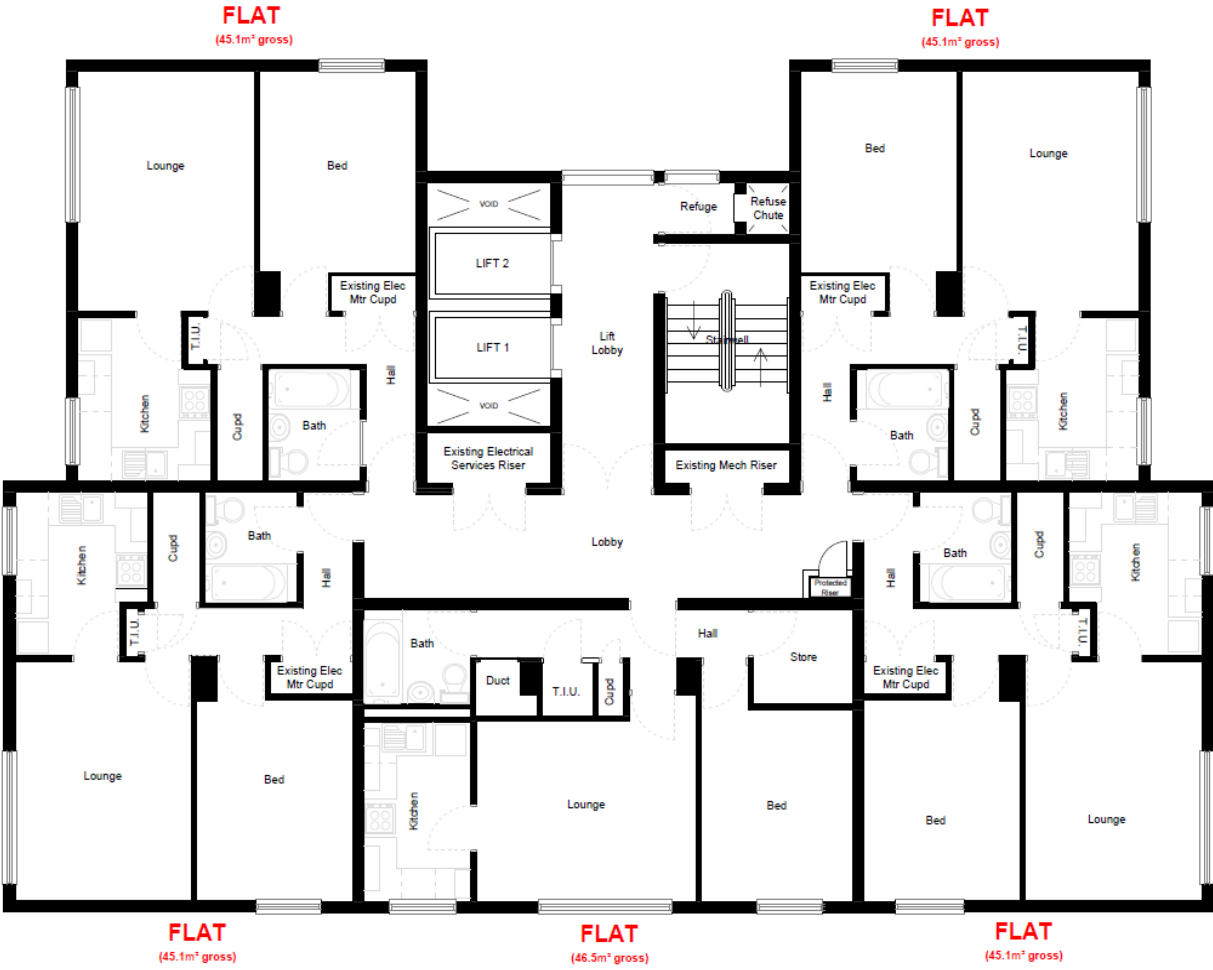 FLAT
(45.1m² gross)
FLAT
(45.1m² gross)
Lounge
Bed
Bed
Lounge
VOID
Refuge
Refuse
Chute
LIFT 2
Existing Elec
Mtr Cupd
Existing Elec
Mtr Cupd
T.I.U.
LIFT 1
Lift
Lobby
Stairwell
T.I.U.
Hall
Hall
Kitchen
Cupd
Bath
VOID
Bath
Cupd
Kitchen
Existing Electrical
Services Riser
Existing Mech Riser
Kitchen
Cupd
Bath
Hall
Lobby
Protected
Riser
Hall
Bath
Cupd
Kitchen
T.I.U.
Existing Elec
Mtr Cupd
Bath
Hall
Store
Existing Elec
Mtr Cupd
T.I.U.
Duct
T.I.U.
Cupd
Lounge
Bed
Kitchen
Lounge
Bed
Bed
Lounge
FLAT
(45.1m² gross)
FLAT
(46.5m² gross)
FLAT
(45.1m² gross)